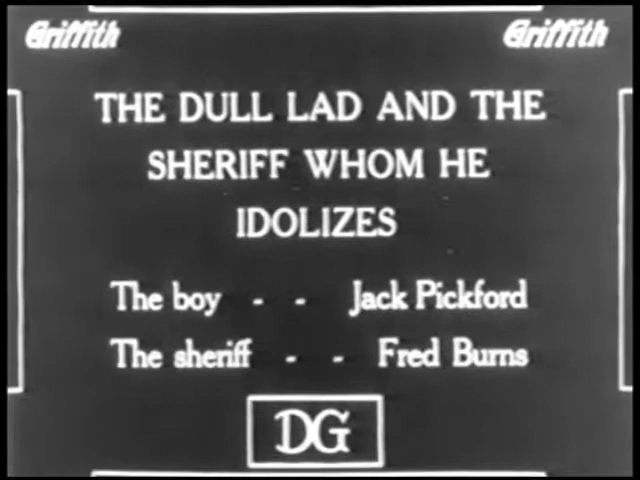 Griffith Griffith
THE DULL LAD AND THE
SHERIFF WHOM HE
IDOLIZES
The boy - - Jack Pickford
The sheriff - - Fred Burns
DG